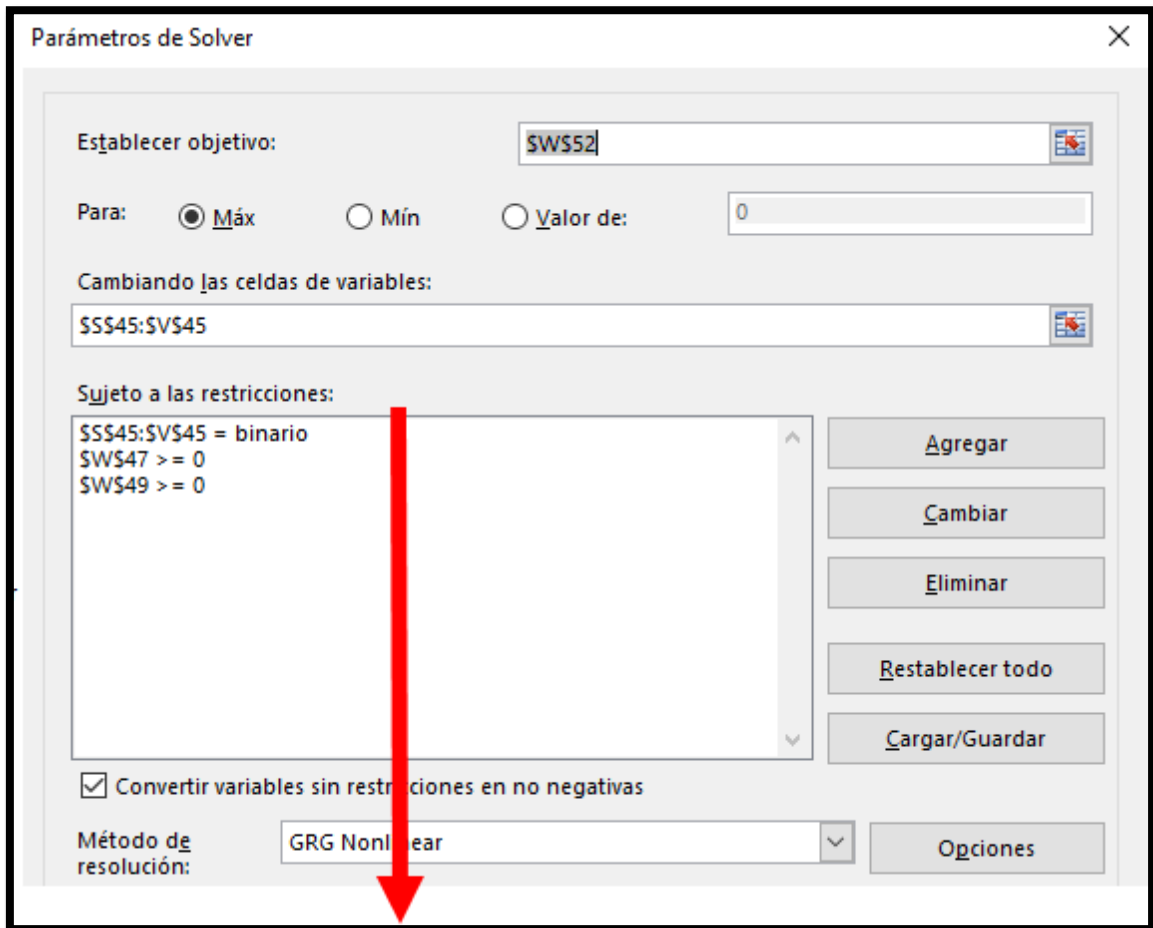 Parámetros de Solver
Establecer objetivo:
$W$52
Para:
Máx
Mín
Valor de:
0
Cambiando las celdas de variables:
$S$45:$V$45
Sujeto a las restricciones:
$S$45:$V$45 = binario
$W$47 >= 0
$W$49 >= 0
Agregar
Cambiar
Eliminar
Restablecer todo
Cargar/Guardar
Convertir variables sin restricciones en no negativas
Método de
resolución:
GRG Nonlinear
Opciones